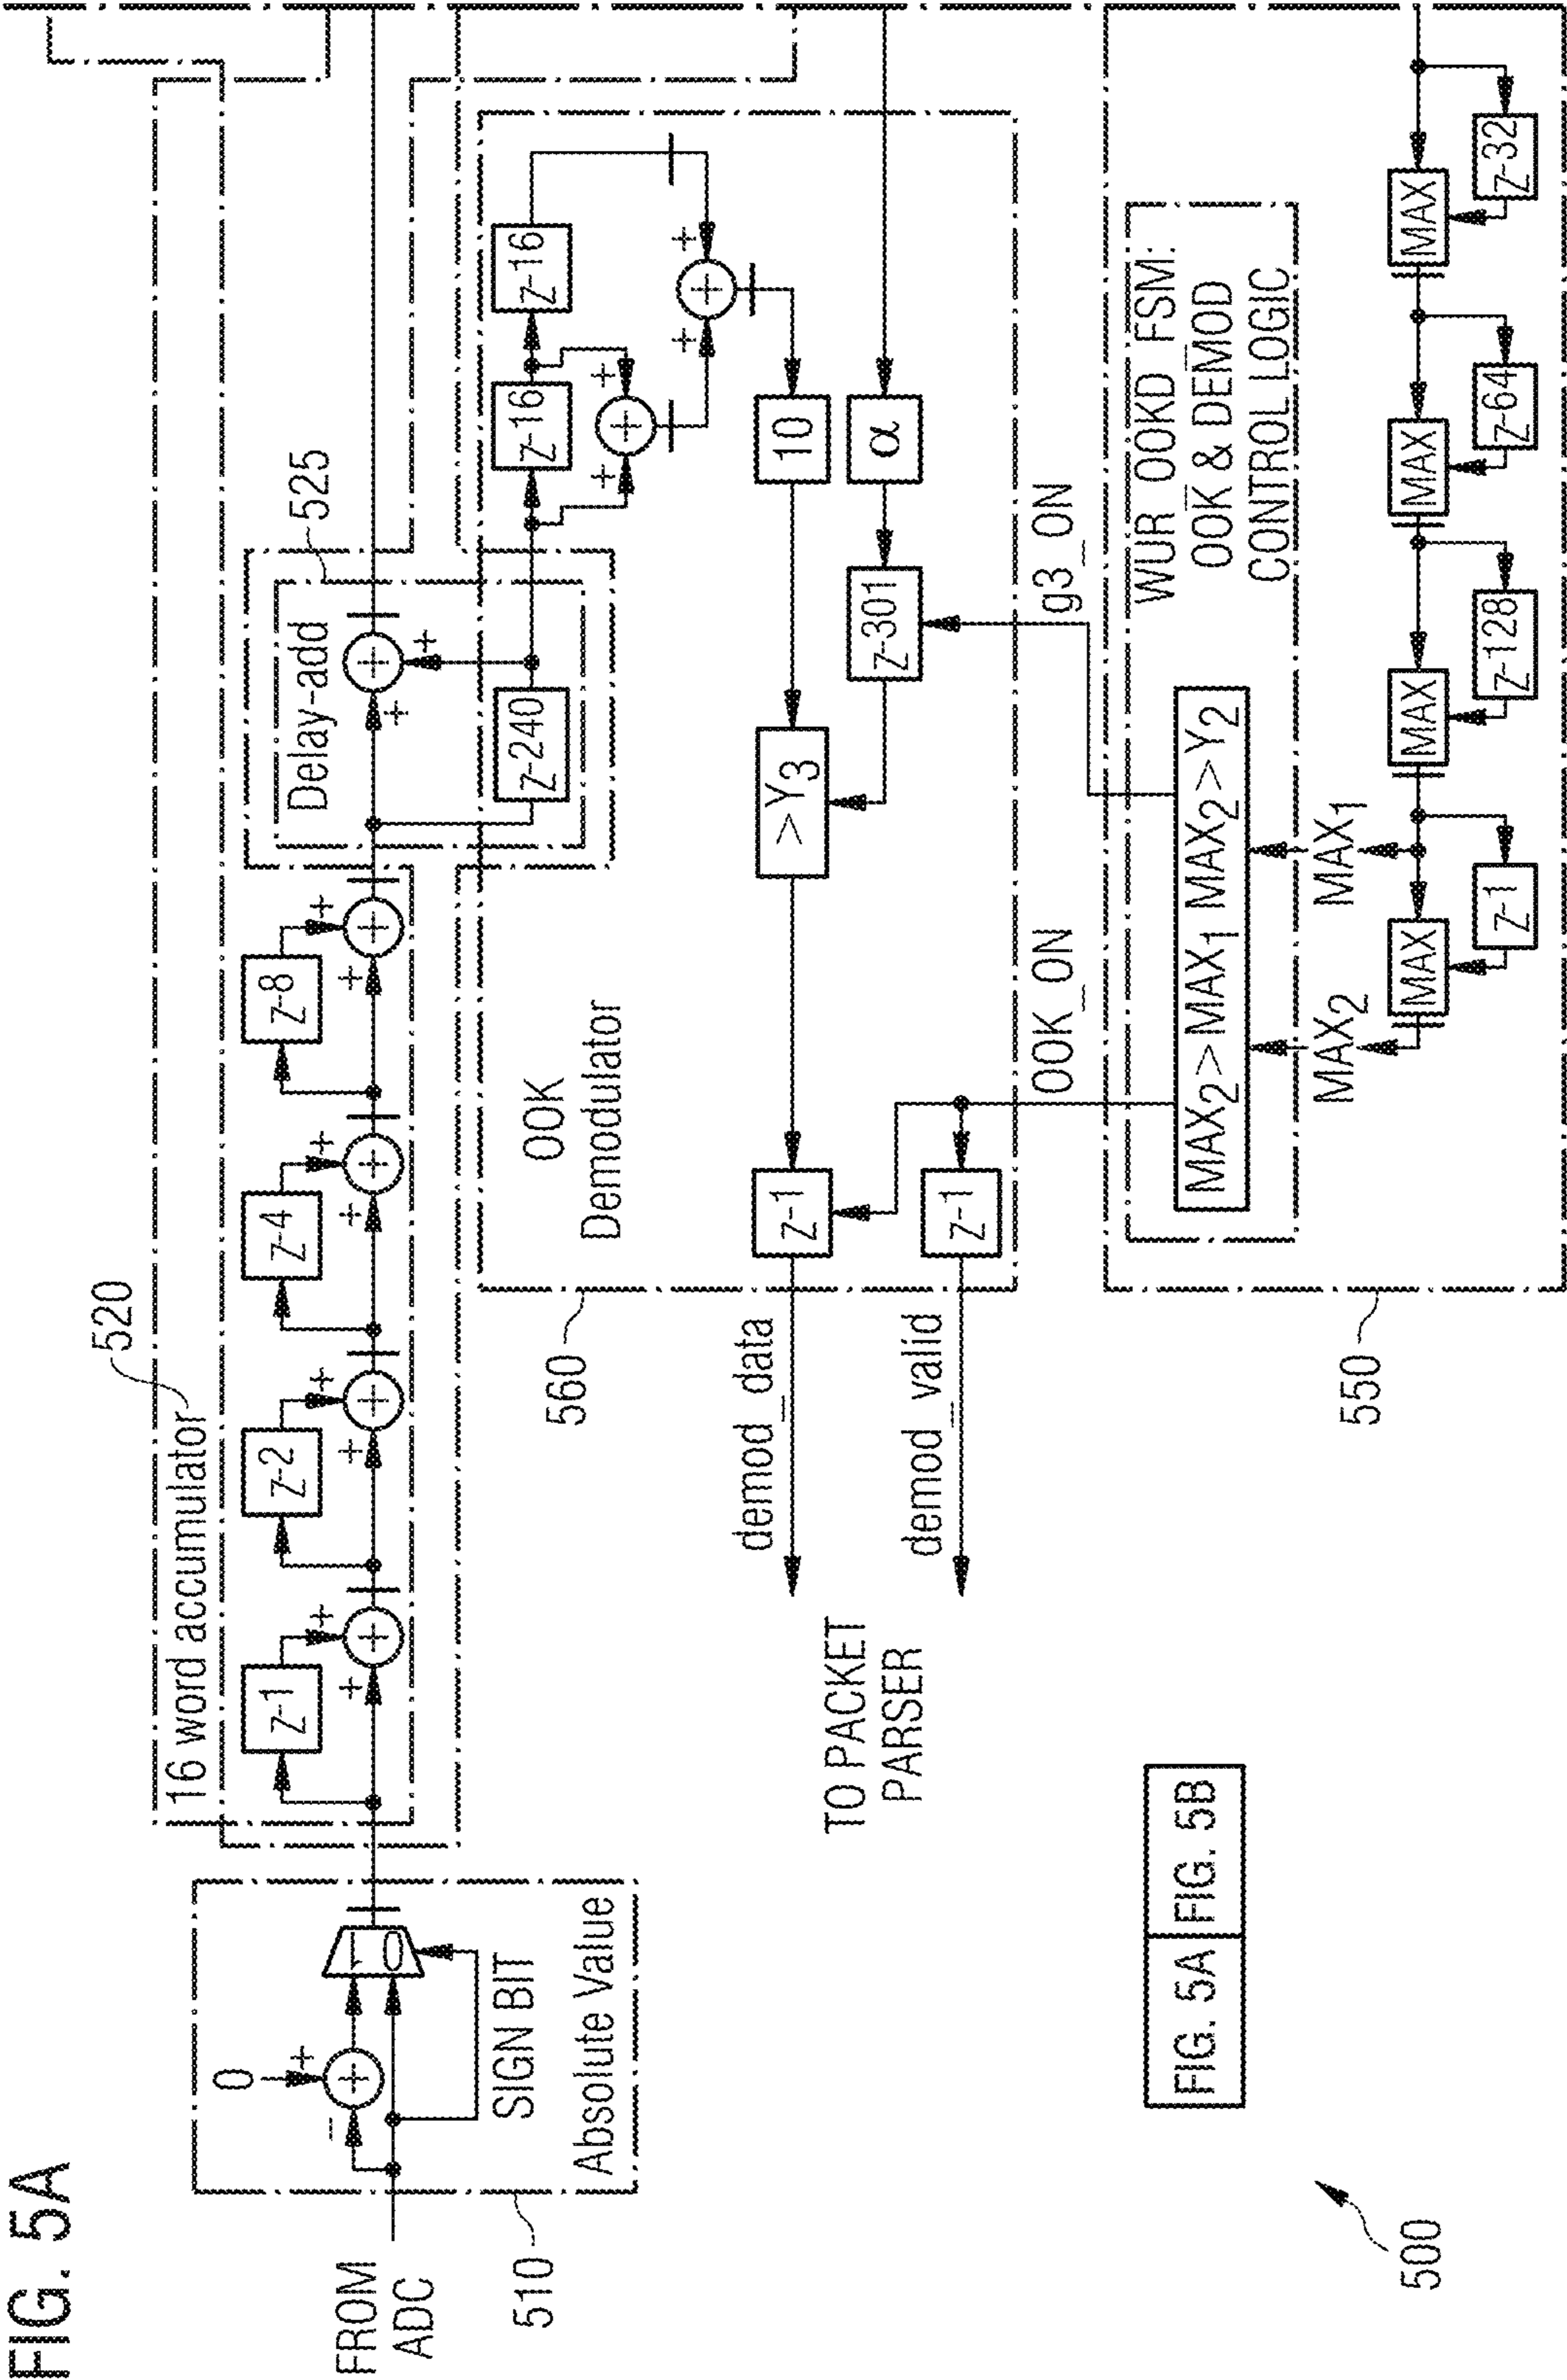 FIG. 5A
FROM
ADC
510
0
+
−
+
1
0
SIGN BIT
Absolute Value
16 word accumulator
520
z-1
+
+
+
z-2
+
+
+
z-4
+
+
+
z-8
+
+
+
Delay-add
525
+
+
+
z-240
z-16
z-16
+
+
+
+
+
+
OOK
Demodulator
560
10
α
>Y3
z-301
z-1
z-1
demod_data
demod_valid
TO PACKET
PARSER
OOK_ON
g3_ON
WUR_OOKD_FSM:
OOK & DEMOD
CONTROL LOGIC
MAX2>MAX1 MAX2>Y2
MAX2
MAX1
MAX
MAX
MAX
MAX
z-1
z-128
z-64
z-32
550
FIG. 5A
FIG. 5B
500